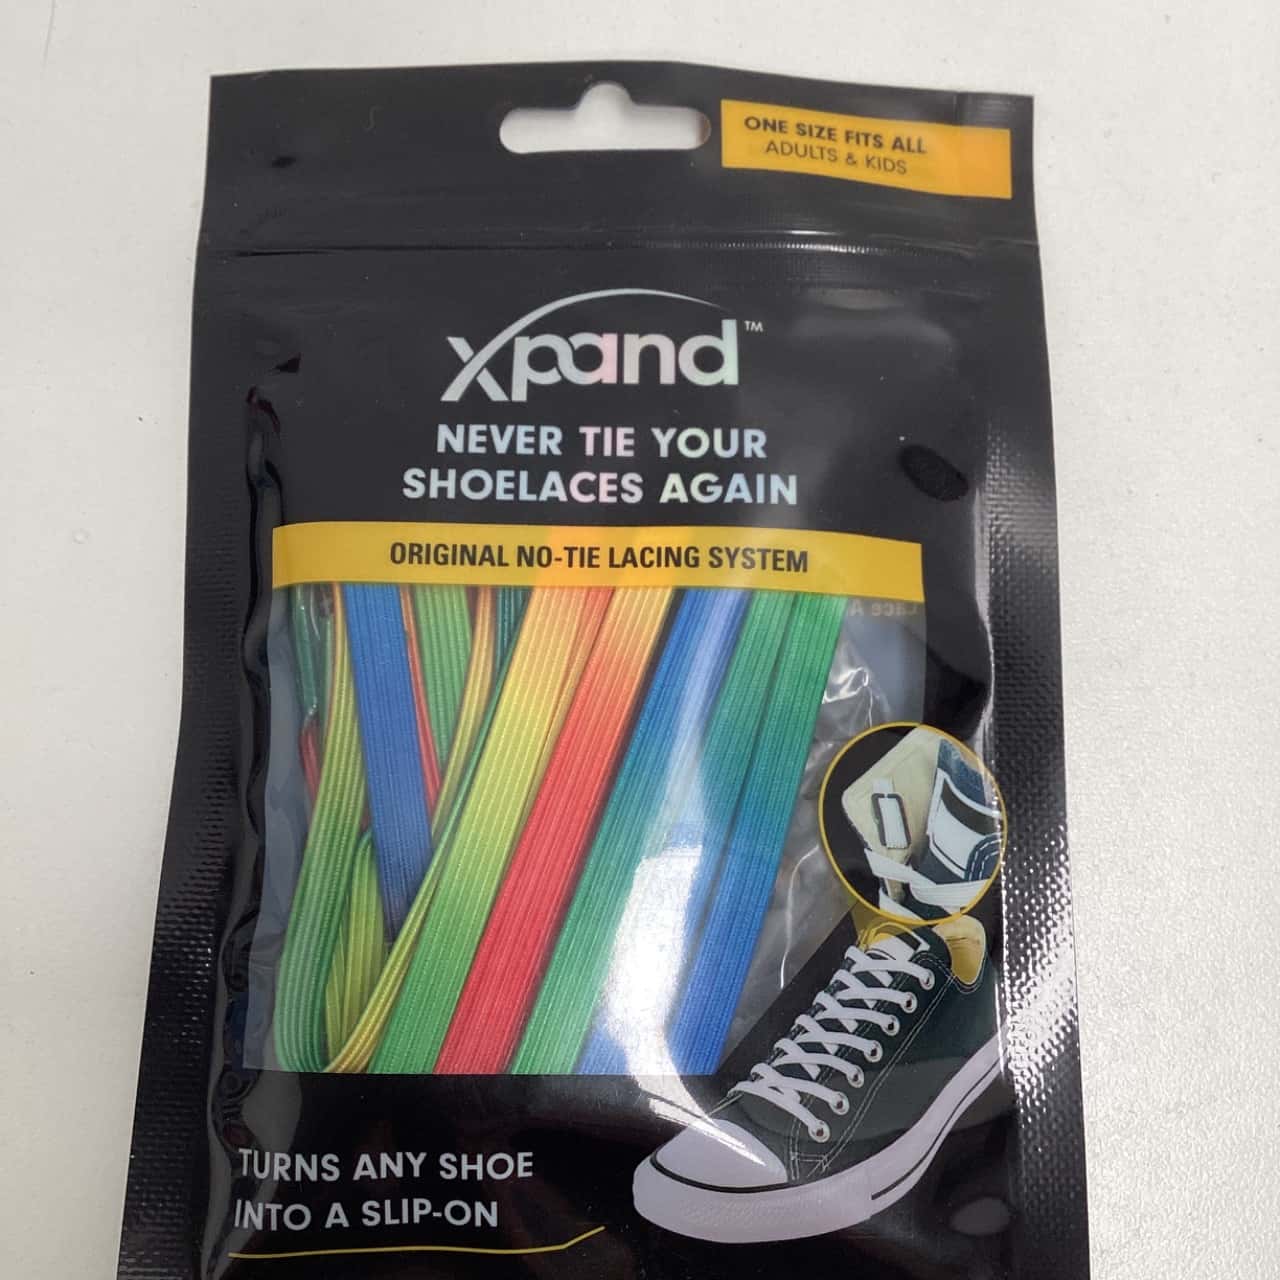 ONE SIZE FITS ALL
ADULTS & KIDS
xpand™
NEVER TIE YOUR
SHOELACES AGAIN
ORIGINAL NO-TIE LACING SYSTEM
TURNS ANY SHOE
INTO A SLIP-ON